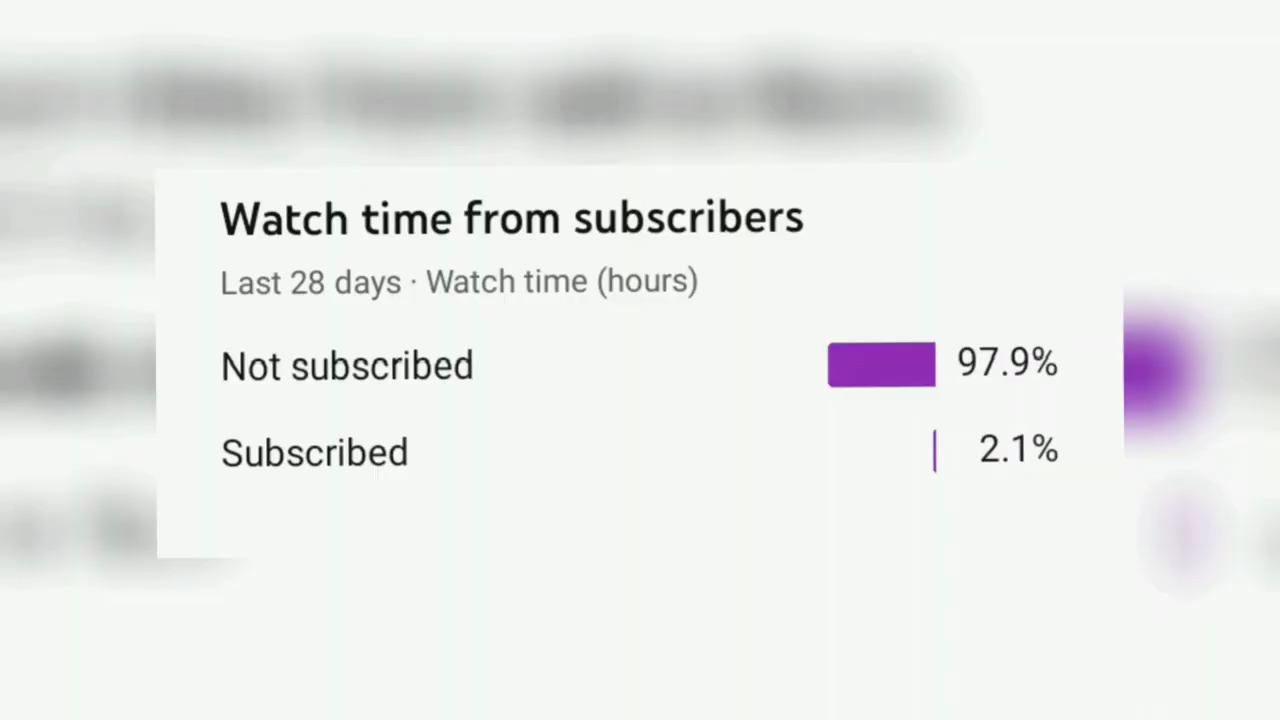 Watch time from subscribers
Last 28 days · Watch time (hours)
Not subscribed 97.9%
Subscribed 2.1%